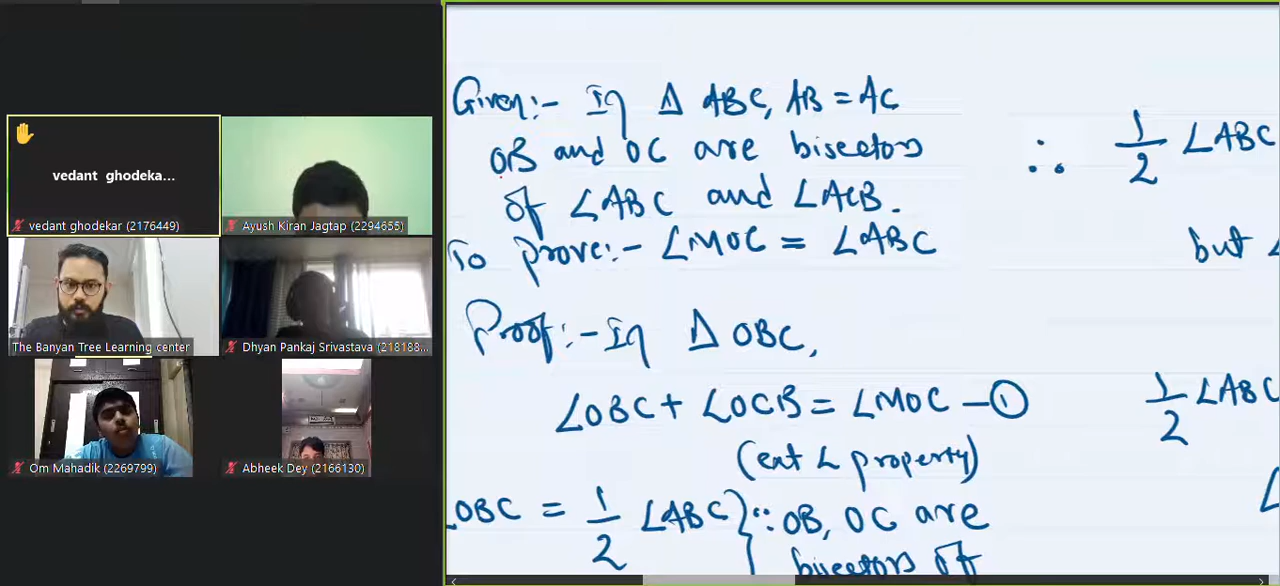 vedant ghodeka...
vedant ghodekar (2176449)
Ayush Kiran Jagtap (2294655)
The Banyan Tree Learning center
Dhyan Pankaj Srivastava (218188...
Om Mahadik (2269799)
Abheek Dey (2166130)
Given:- In Δ ABC, AB = AC
OB and OC are bisectors
of ∠ABC and ∠ACB.
To prove:- ∠MOC = ∠ABC
Proof:- In Δ OBC,
∠OBC + ∠OCB = ∠MOC —①
(ext ∠ property)
∠OBC = 1/2 ∠ABC } ∵ OB, OC are
bisectors of
∴ 1/2 ∠ABC
but ∠
1/2 ∠ABC
∠